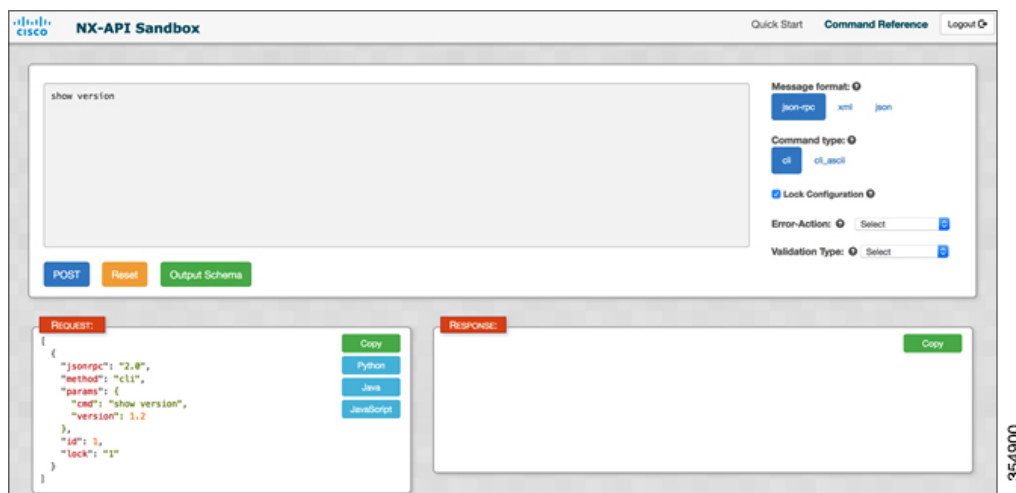 CISCO
NX-API Sandbox
Quick Start
Command Reference
Logout
show version
Message format:
json-rpc xml json
Command type:
cli cli_ascii
Lock Configuration
Error-Action: Select
Validation Type: Select
POST Reset Output Schema
REQUEST:
[
{
"jsonrpc": "2.0",
"method": "cli",
"params": {
"cmd": "show version",
"version": 1.2
},
"id": 1,
"lock": "1"
}
]
Copy
Python
Java
JavaScript
RESPONSE:
Copy
354900